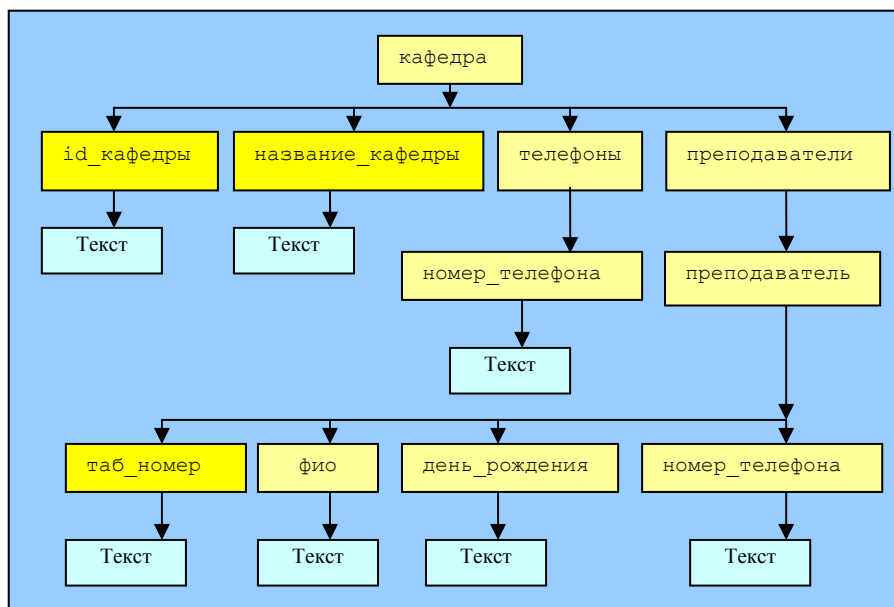 кафедра
id_кафедры
название_кафедры
телефоны
преподаватели
Текст
Текст
номер_телефона
преподаватель
Текст
таб_номер
фио
день_рождения
номер_телефона
Текст
Текст
Текст
Текст